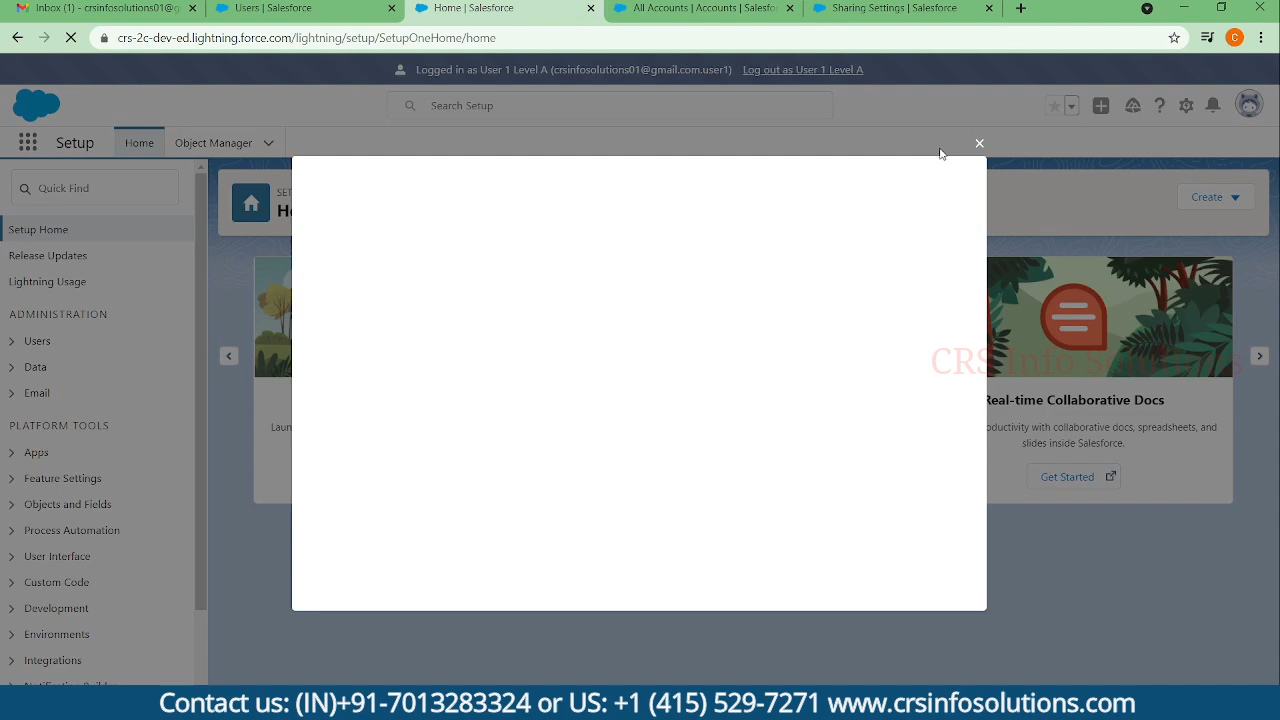 Inbox (1) - crsinfosolutions01@g
Users | Salesforce
Home | Salesforce
All Accounts | Accounts | Salesfor
Sharing Settings | Salesforce
crs-2c-dev-ed.lightning.force.com/lightning/setup/SetupOneHome/home
C
Logged in as User 1 Level A (crsinfosolutions01@gmail.com.user1) Log out as User 1 Level A
Search Setup
Setup
Home
Object Manager
Quick Find
SET
Ho
Create
Setup Home
Release Updates
Lightning Usage
ADMINISTRATION
Users
Data
Email
PLATFORM TOOLS
Apps
Feature Settings
Objects and Fields
Process Automation
User Interface
Custom Code
Development
Environments
Integrations
CRS Info Solutions
Real-time Collaborative Docs
Laun
oductivity with collaborative docs, spreadsheets, and
slides inside Salesforce.
Get Started
Contact us: (IN)+91-7013283324 or US: +1 (415) 529-7271 www.crsinfosolutions.com